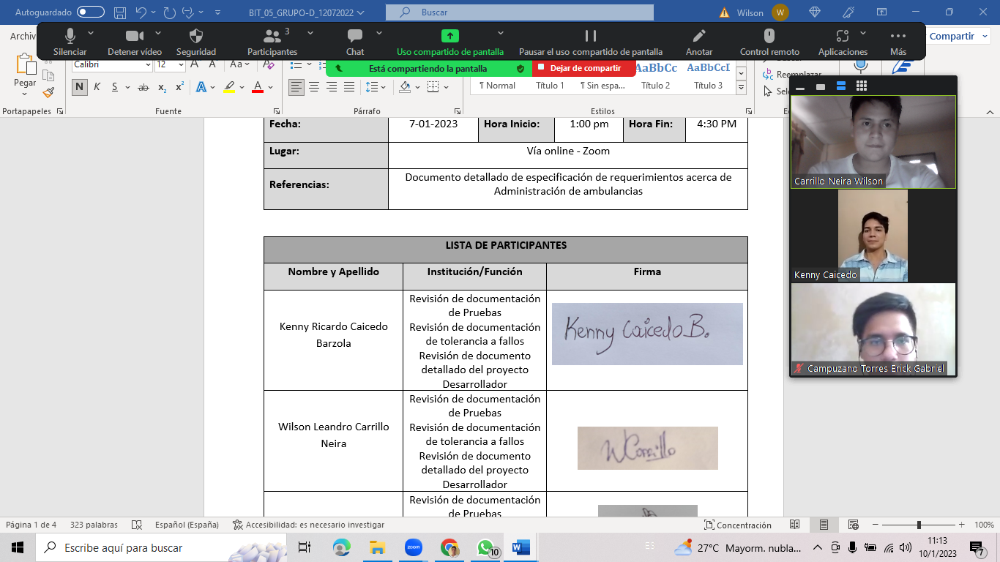 Autoguardado
BIT_05_GRUPO-D_12072022
Buscar
Wilson
W
Archiv
Compartir
Silenciar
Detener vídeo
Seguridad
3
Participantes
Chat
Uso compartido de pantalla
Pausar el uso compartido de pantalla
Anotar
Control remoto
Aplicaciones
Más
Está compartiendo la pantalla
Dejar de compartir
Pegar
Calibri
12
A A Aa
N K S ab x2 x2 A A
AaBbCc
AaBbCcI
¶ Normal
Título 1
¶ Sin espa...
Título 2
Título 3
Reemplazar
Portapapeles
Fuente
Párrafo
Estilos
Fecha:
7-01-2023
Hora Inicio:
1:00 pm
Hora Fin:
4:30 PM
Lugar:
Vía online - Zoom
Referencias:
Documento detallado de especificación de requerimientos acerca de
Administración de ambulancias
LISTA DE PARTICIPANTES
Nombre y Apellido
Institución/Función
Firma
Kenny Ricardo Caicedo
Barzola
Revisión de documentación
de Pruebas
Revisión de documentación
de tolerancia a fallos
Revisión de documento
detallado del proyecto
Desarrollador
Kenny Caicedo B.
Wilson Leandro Carrillo
Neira
Revisión de documentación
de Pruebas
Revisión de documentación
de tolerancia a fallos
Revisión de documento
detallado del proyecto
Desarrollador
WCarrillo
Revisión de documentación
de Pruebas
Carrillo Neira Wilson
Kenny Caicedo
Campuzano Torres Erick Gabriel
Página 1 de 4
323 palabras
Español (España)
Accesibilidad: es necesario investigar
Concentración
100%
Escribe aquí para buscar
zoom
10
W
ES
27°C
Mayorm. nubla...
11:13
10/1/2023
7